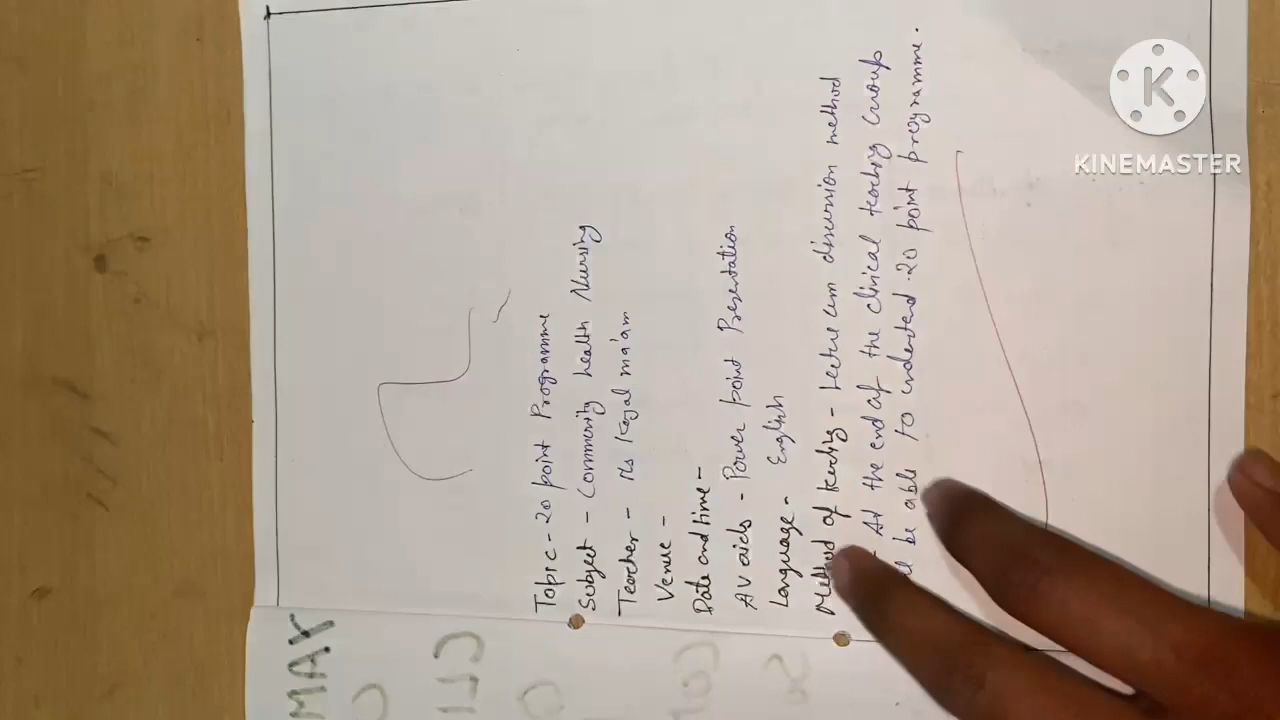 Topic - 20 point Programme
Subject - Community health Nursing
Teacher - Ms Kajal ma'am
Venue -
Date and time -
AV aids - Power point Presentation
Language - English
Method of - Lecture cum discussion method
- At the end of the clinical teaching Group
be able to understand 20 point programme.
KINEMASTER